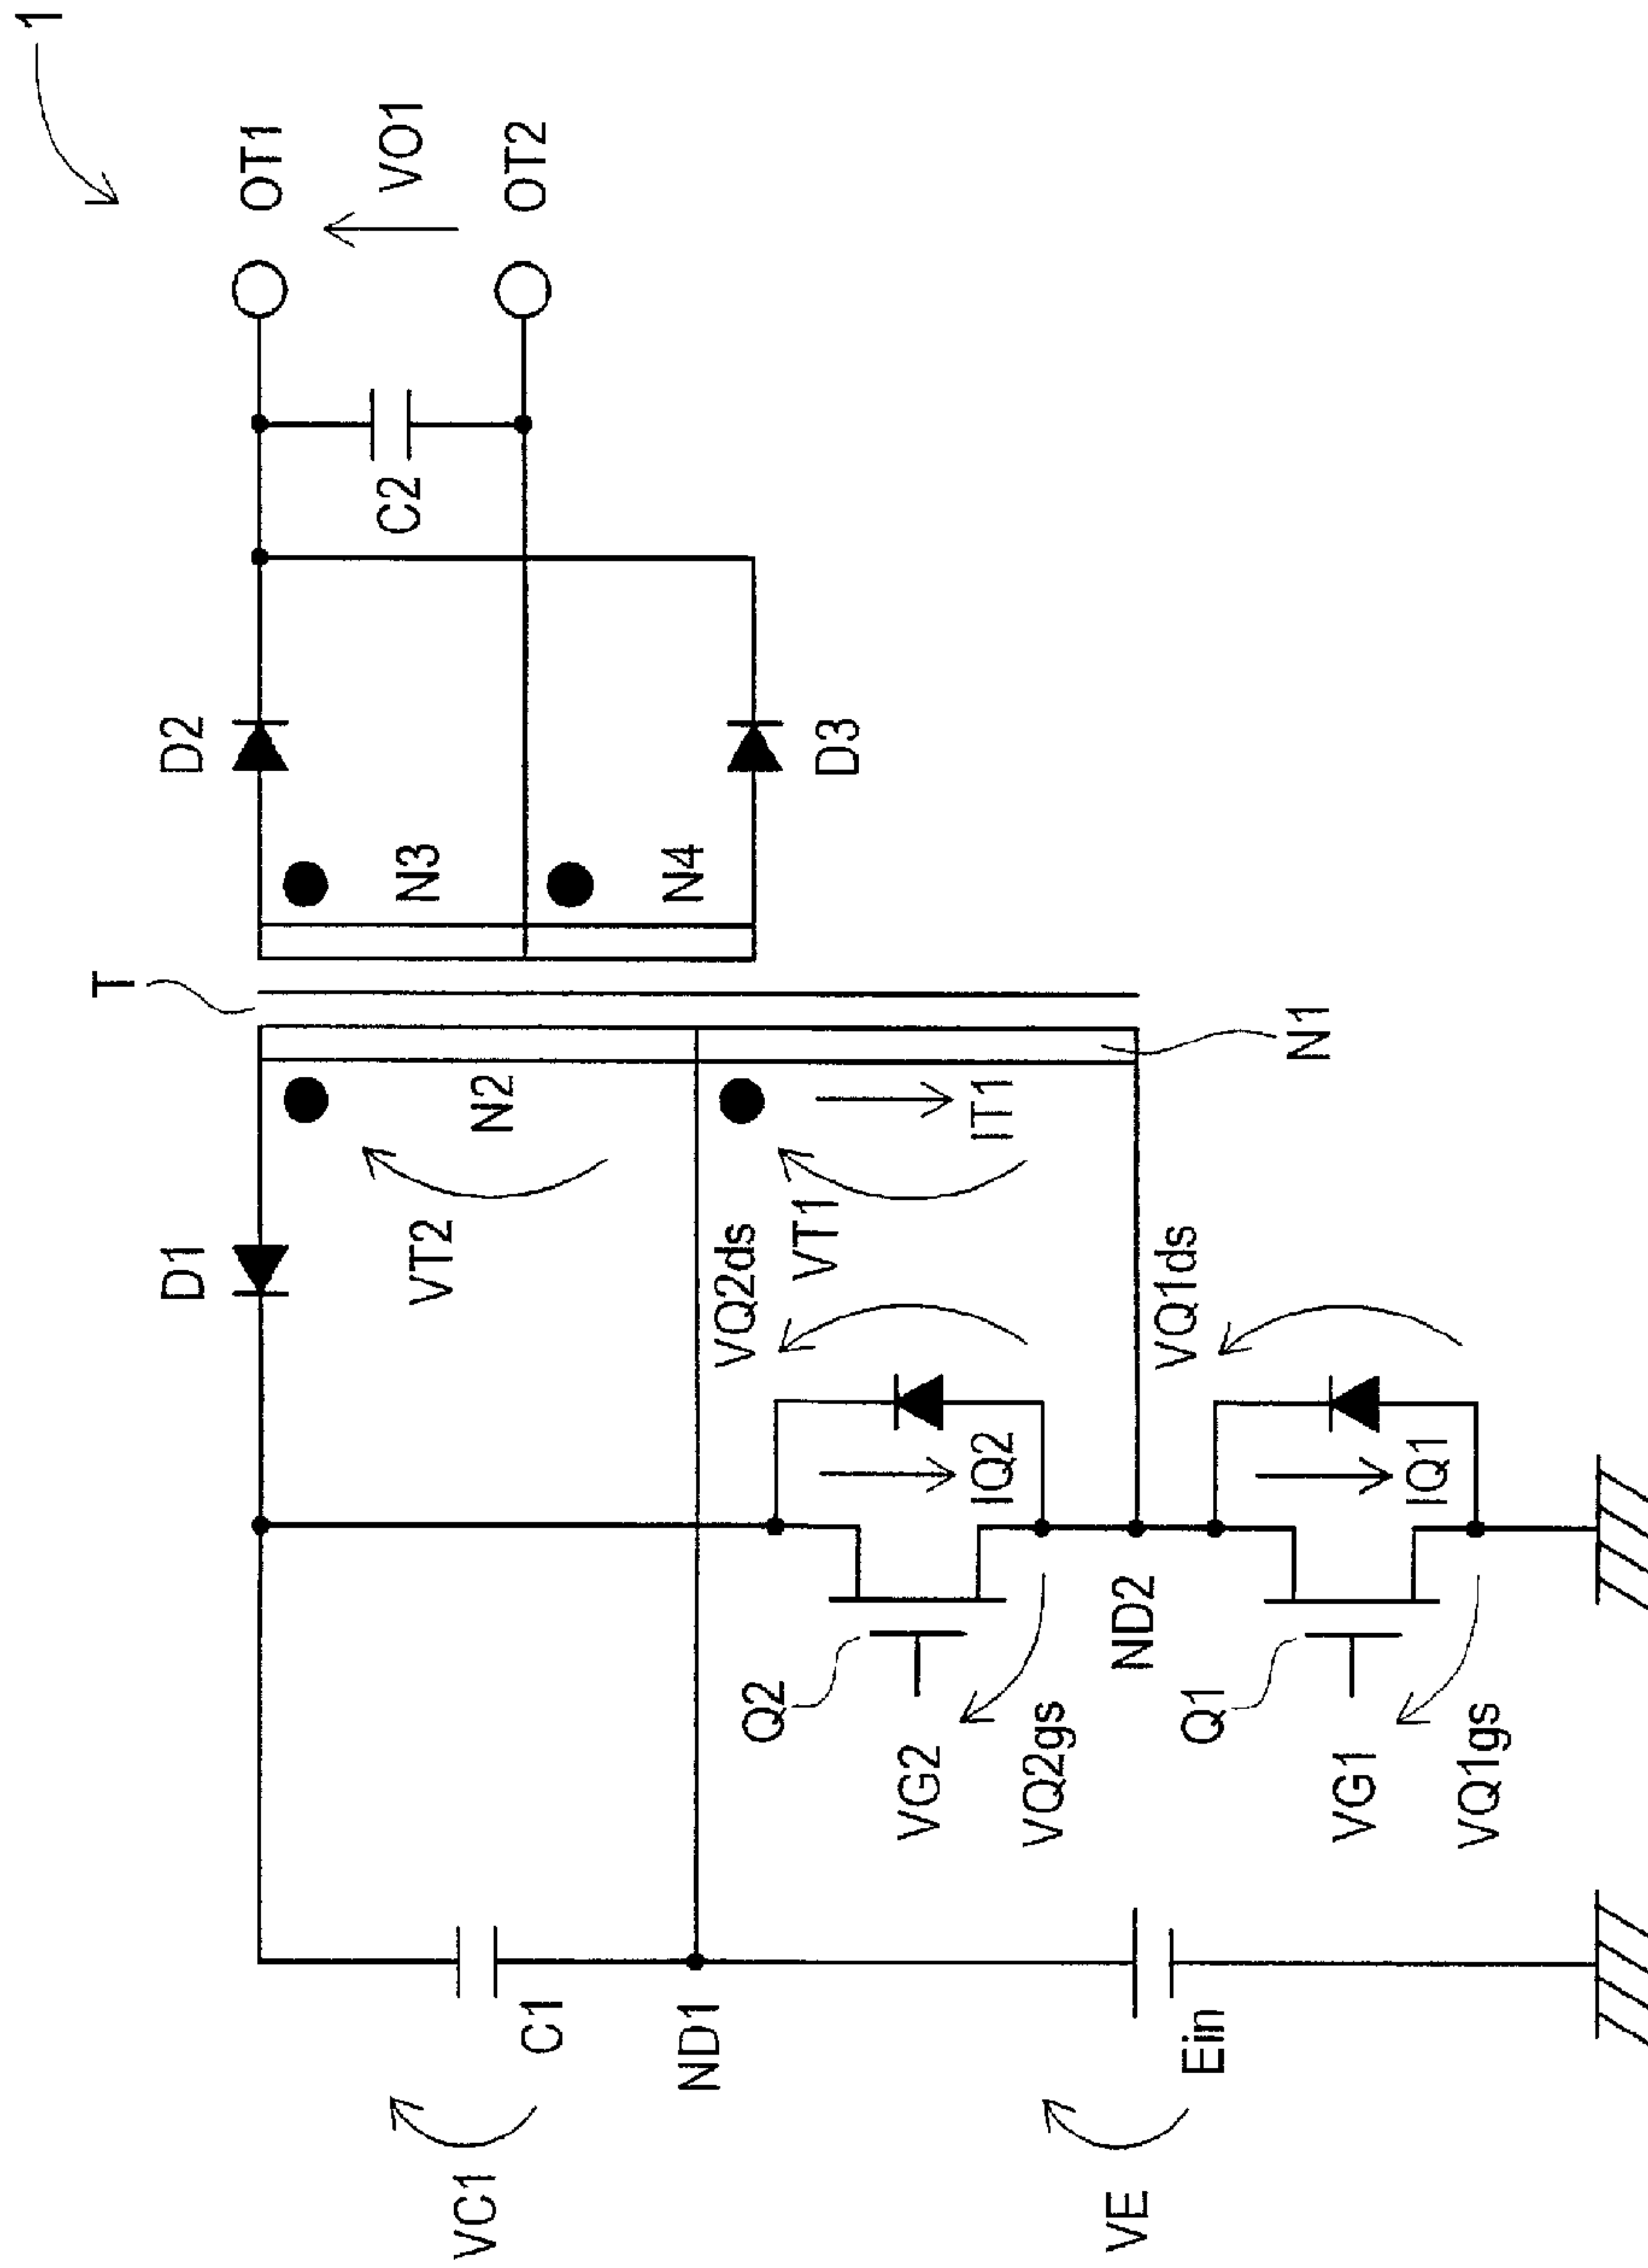 1
T
D1
D2
OT1
VO1
OT2
C2
N3
N4
D3
N2
VT2
VC1
C1
ND1
VQ2ds
VT1
IT1
N1
Q2
VG2
VQ2gs
IQ2
ND2
VQ1ds
VE
Ein
Q1
VG1
VQ1gs
IQ1